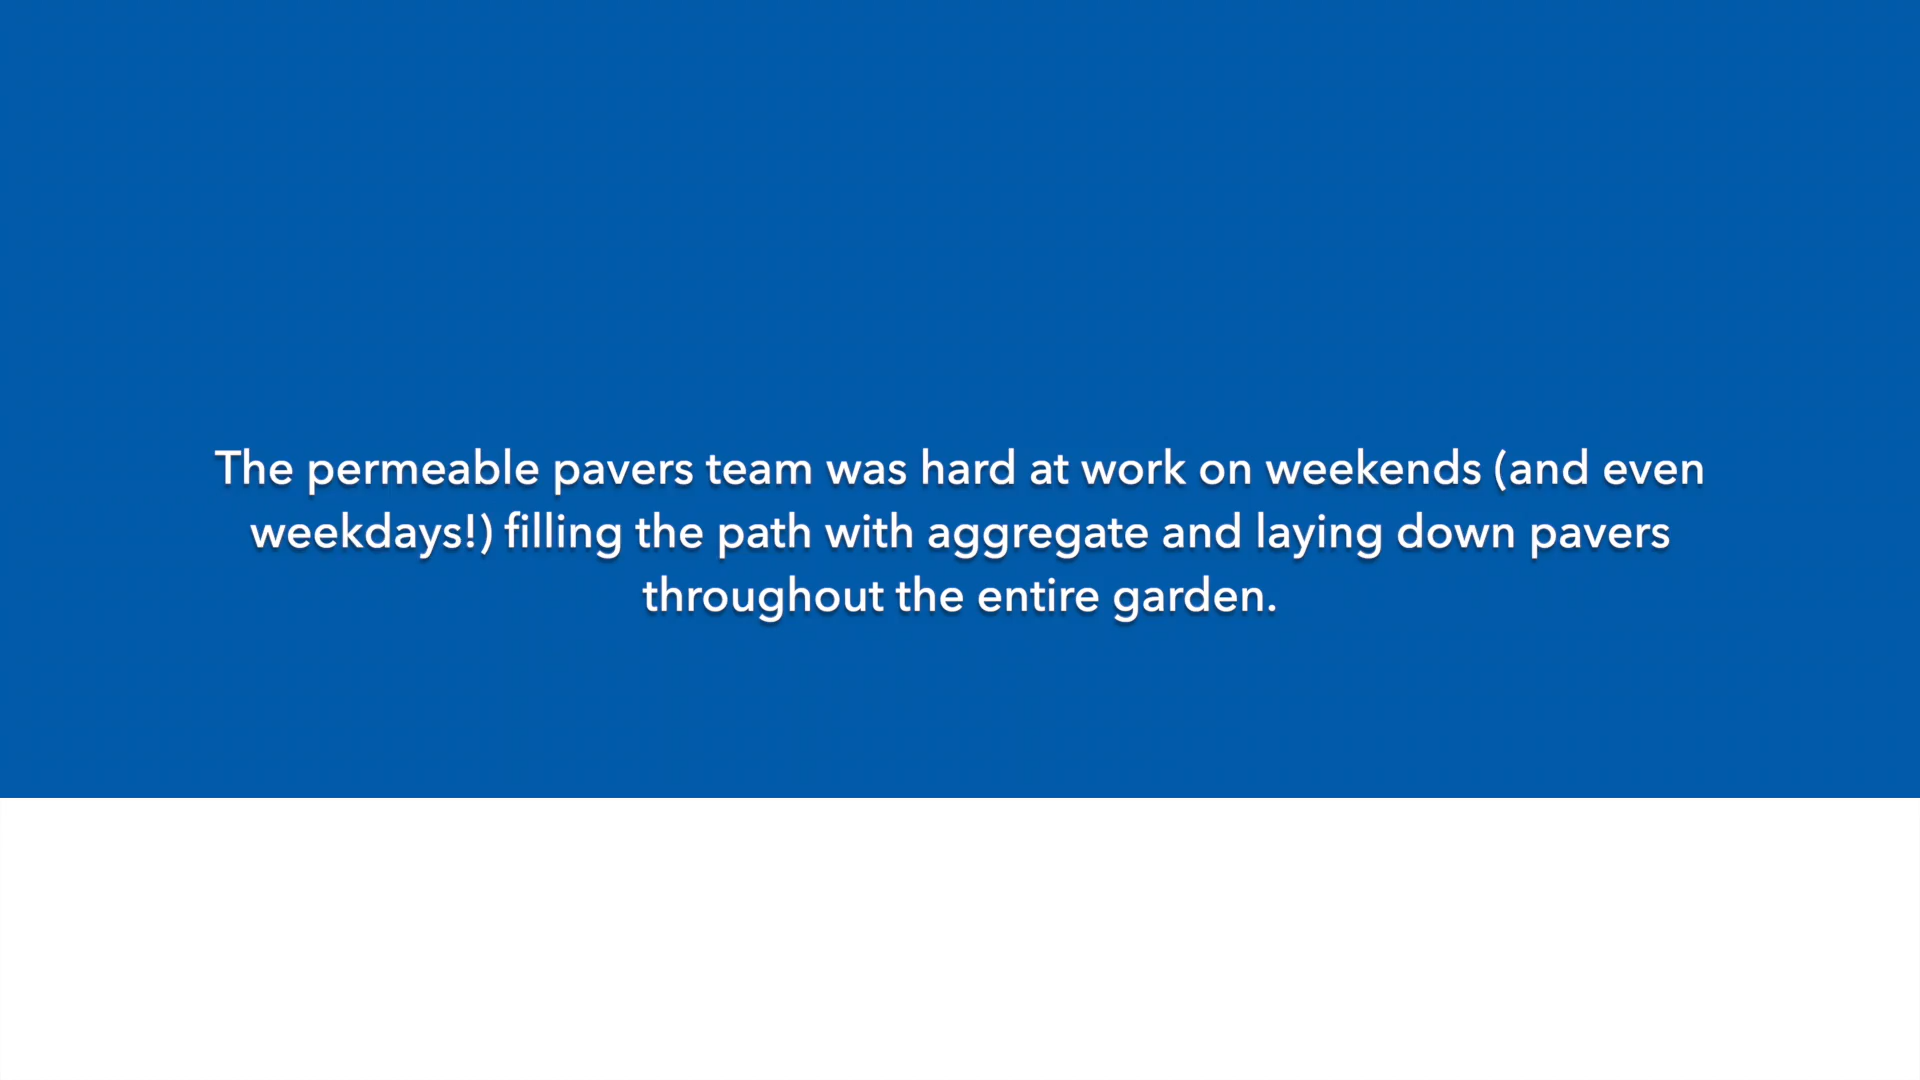 The permeable pavers team was hard at work on weekends (and even
weekdays!) filling the path with aggregate and laying down pavers
throughout the entire garden.